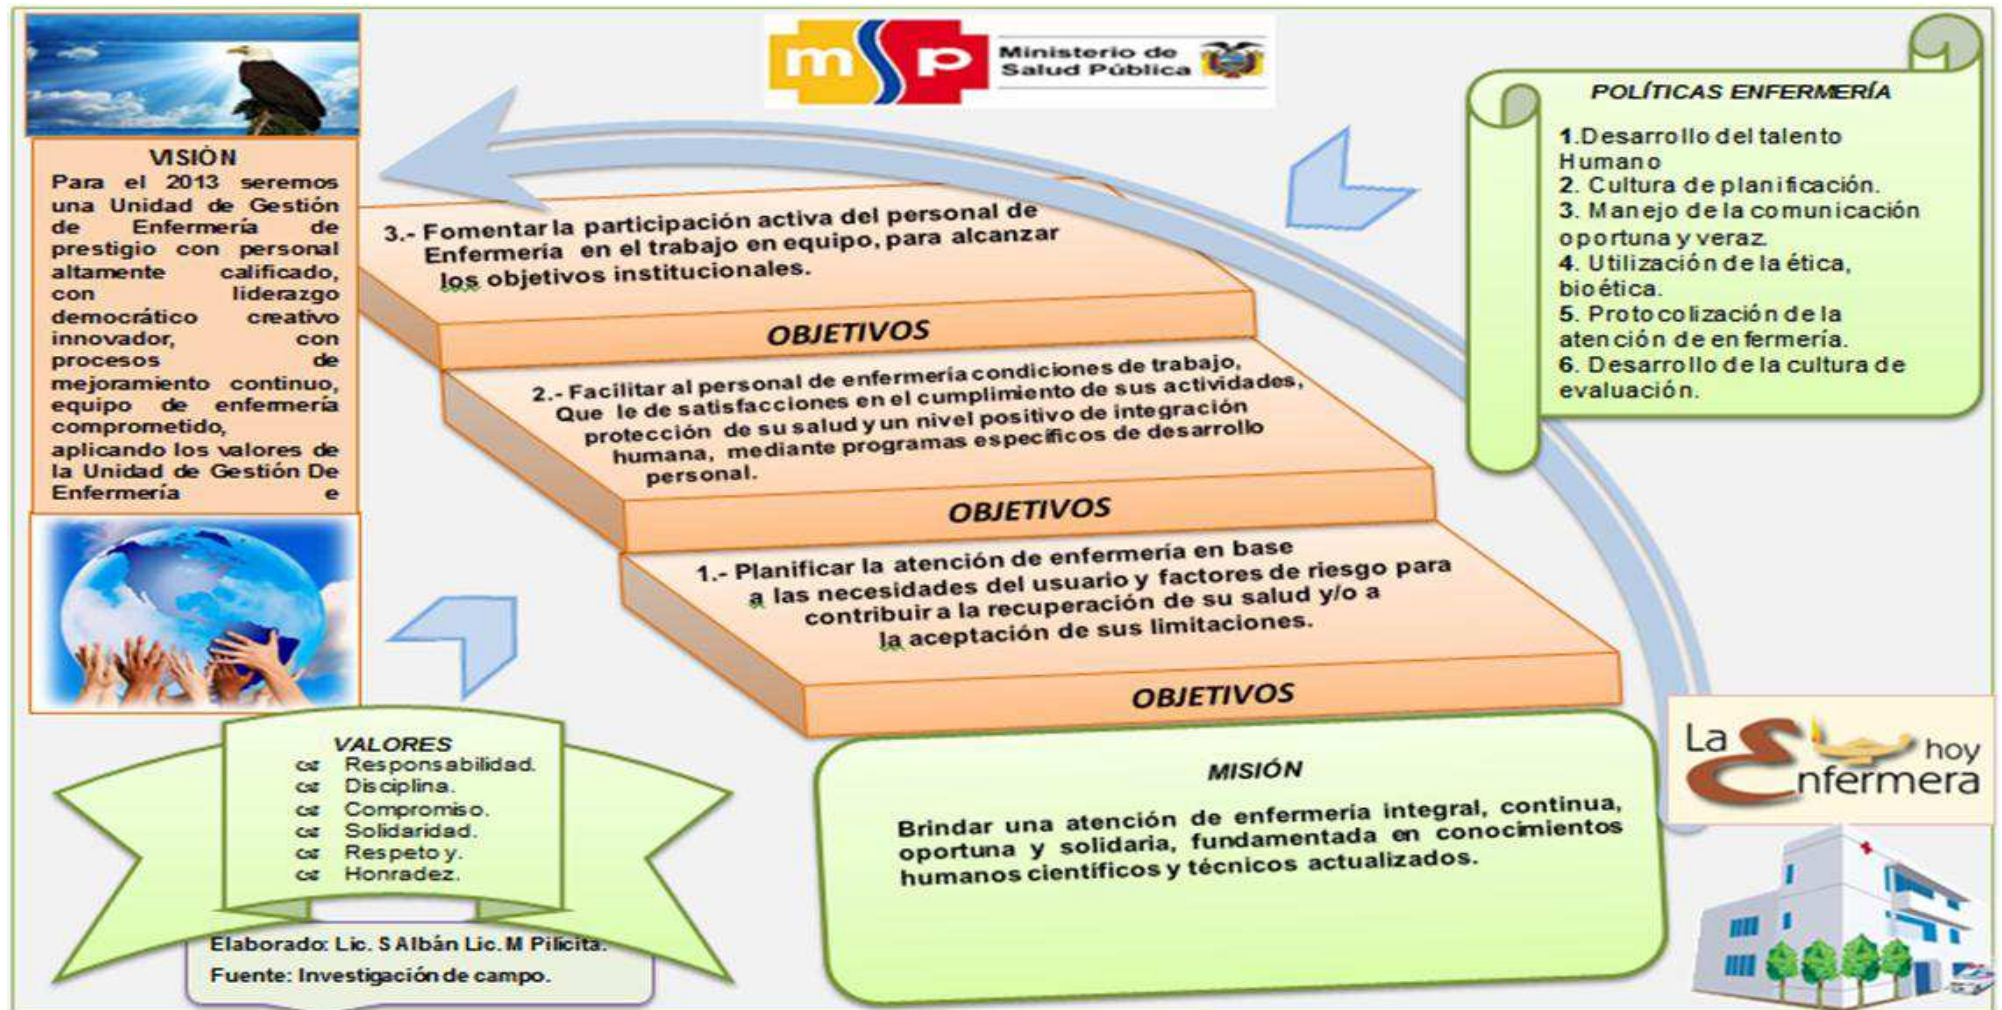 msp
Ministerio de
Salud Pública
VISIÓN
Para el 2013 seremos
una Unidad de Gestión
de Enfermería de
prestigio con personal
altamente calificado,
con liderazgo
democrático creativo
innovador, con
procesos de
mejoramiento continuo,
equipo de enfermería
comprometido,
aplicando los valores de
la Unidad de Gestión De
Enfermería e
POLÍTICAS ENFERMERÍA
1.Desarrollo del talento
Humano
2. Cultura de planificación.
3. Manejo de la comunicación
oportuna y veraz.
4. Utilización de la ética,
bioética.
5. Protocolización de la
atención de enfermería.
6. Desarrollo de la cultura de
evaluación.
3.- Fomentar la participación activa del personal de
Enfermería en el trabajo en equipo, para alcanzar
los objetivos institucionales.
OBJETIVOS
2.- Facilitar al personal de enfermería condiciones de trabajo,
Que le de satisfacciones en el cumplimiento de sus actividades,
protección de su salud y un nivel positivo de integración
humana, mediante programas específicos de desarrollo
personal.
OBJETIVOS
1.- Planificar la atención de enfermería en base
a las necesidades del usuario y factores de riesgo para
contribuir a la recuperación de su salud y/o a
la aceptación de sus limitaciones.
OBJETIVOS
MISIÓN
Brindar una atención de enfermería integral, continua,
oportuna y solidaria, fundamentada en conocimientos
humanos científicos y técnicos actualizados.
VALORES
Responsabilidad.
Disciplina.
Compromiso.
Solidaridad.
Respeto y.
Honradez.
Elaborado: Lic. S Albán Lic. M Pilicita.
Fuente: Investigación de campo.
La
Enfermera
hoy